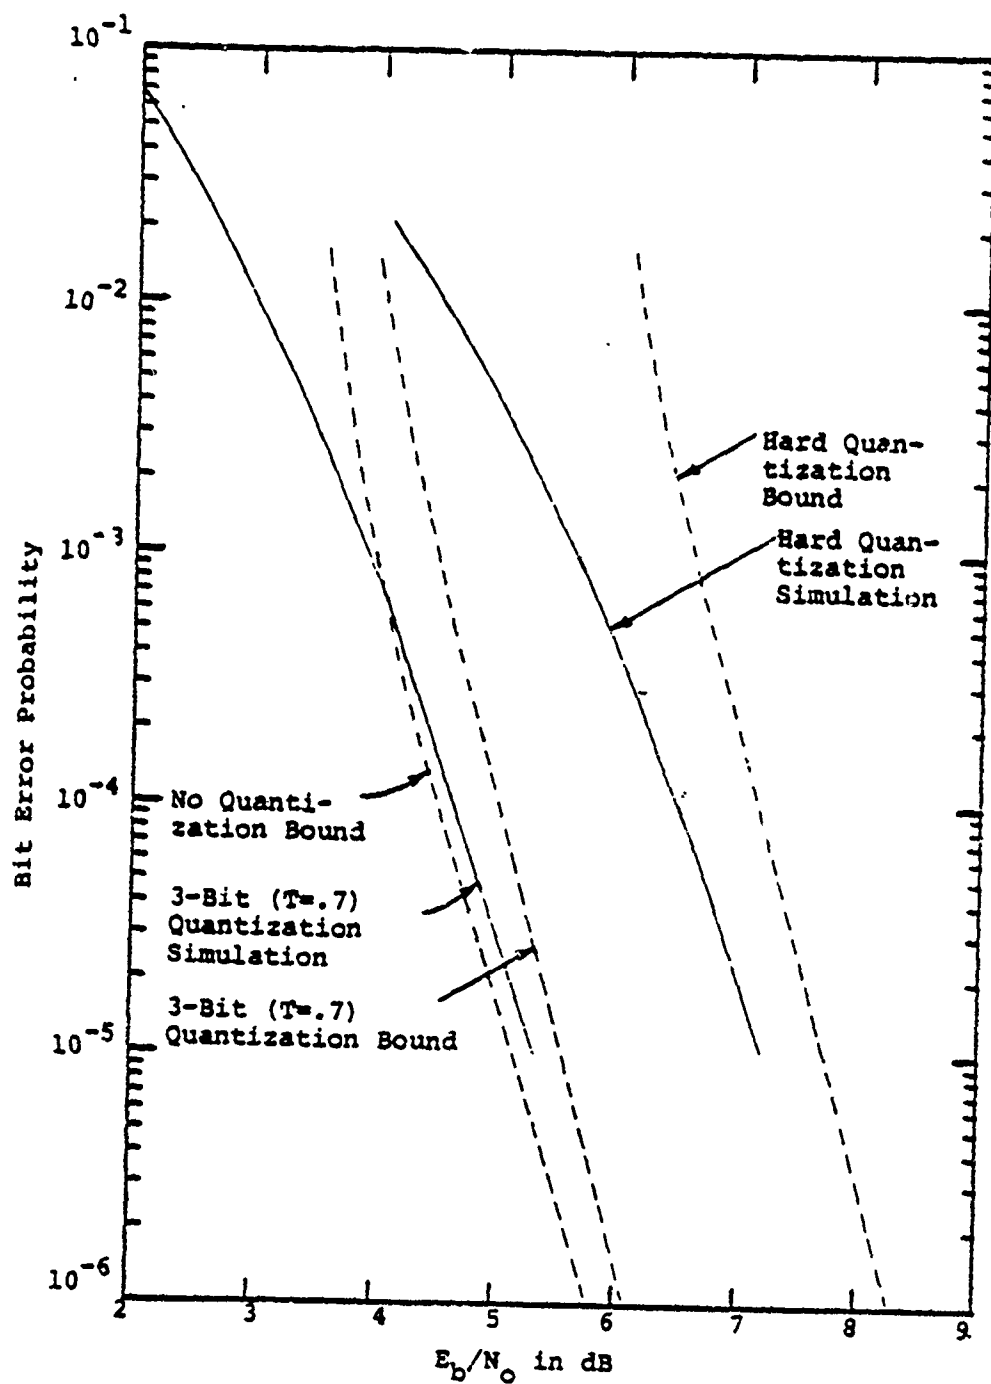 10-1
10-2
10-3
10-4
10-5
10-6
Bit Error Probability
Hard Quan-
tization
Bound
Hard Quan-
tization
Simulation
No Quanti-
zation Bound
3-Bit (T=.7)
Quantization
Simulation
3-Bit (T=.7)
Quantization Bound
2 3 4 5 6 7 8 9
Eb/No in dB